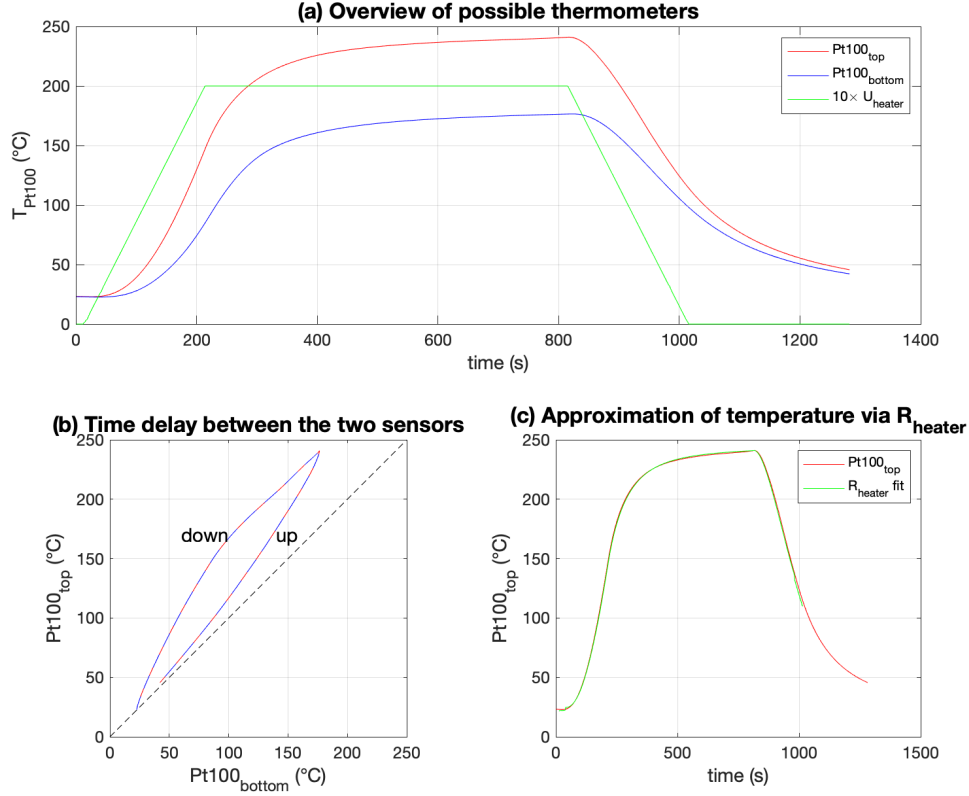 (a) Overview of possible thermometers
T_Pt100 (°C)
250
200
150
100
50
0
0 200 400 600 800 1000 1200 1400
time (s)
Pt100_top
Pt100_bottom
10× U_heater
(b) Time delay between the two sensors
Pt100_top (°C)
250
200
150
100
50
0
down up
0 50 100 150 200 250
Pt100_bottom (°C)
(c) Approximation of temperature via R_heater
Pt100_top (°C)
250
200
150
100
50
0
Pt100_top
R_heater fit
0 500 1000 1500
time (s)